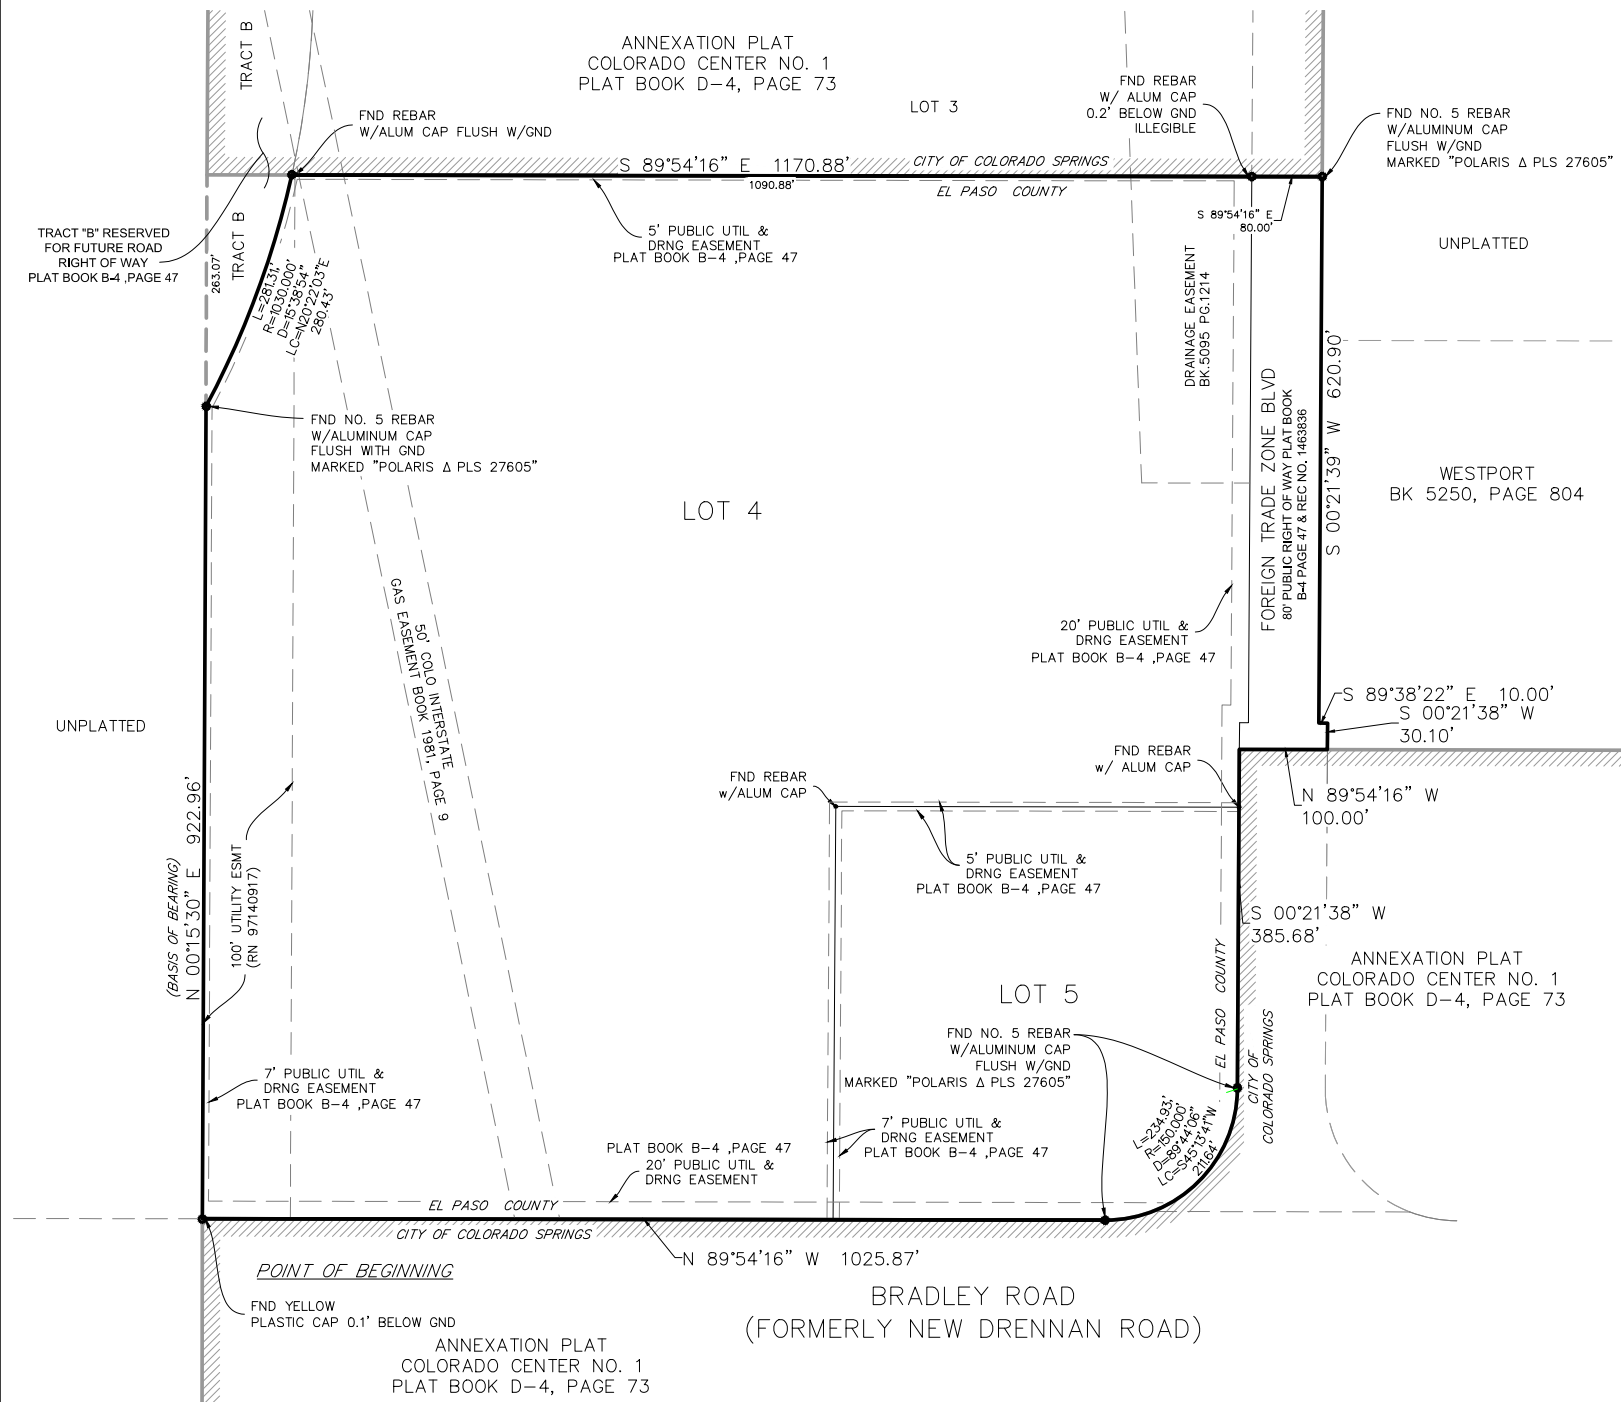 TRACT B
ANNEXATION PLAT
COLORADO CENTER NO. 1
PLAT BOOK D-4, PAGE 73
LOT 3
FND REBAR
W/ ALUM CAP
0.2' BELOW GND
ILLEGIBLE
FND NO. 5 REBAR
W/ALUMINUM CAP
FLUSH W/GND
MARKED "POLARIS Δ PLS 27605"
FND REBAR
W/ALUM CAP FLUSH W/GND
S 89°54'16" E 1170.88'
1090.88'
CITY OF COLORADO SPRINGS
EL PASO COUNTY
S 89°54'16" E
80.00'
TRACT "B" RESERVED
FOR FUTURE ROAD
RIGHT OF WAY
PLAT BOOK B-4 ,PAGE 47
263.07'
TRACT B
L=281.31'
R=1030.000'
D=15°38'54"
LC=N20°22'03"E
280.43'
5' PUBLIC UTIL &
DRNG EASEMENT
PLAT BOOK B-4 ,PAGE 47
DRAINAGE EASEMENT
BK.5095 PG.1214
UNPLATTED
FND NO. 5 REBAR
W/ALUMINUM CAP
FLUSH WITH GND
MARKED "POLARIS Δ PLS 27605"
LOT 4
FOREIGN TRADE ZONE BLVD
80' PUBLIC RIGHT OF WAY PLAT BOOK
B-4 PAGE 47 & REC NO. 1463836
S 00°21'39" W 620.90'
WESTPORT
BK 5250, PAGE 804
50' COLO INTERSTATE
GAS EASEMENT BOOK 1981, PAGE 9
20' PUBLIC UTIL &
DRNG EASEMENT
PLAT BOOK B-4 ,PAGE 47
S 89°38'22" E 10.00'
S 00°21'38" W
30.10'
UNPLATTED
FND REBAR
w/ ALUM CAP
FND REBAR
w/ALUM CAP
N 89°54'16" W
100.00'
(BASIS OF BEARING)
N 00°15'30" E 922.96'
100' UTILITY ESMT
(RN 97140917)
5' PUBLIC UTIL &
DRNG EASEMENT
PLAT BOOK B-4 ,PAGE 47
S 00°21'38" W
385.68'
ANNEXATION PLAT
COLORADO CENTER NO. 1
PLAT BOOK D-4, PAGE 73
LOT 5
EL PASO COUNTY
CITY OF
COLORADO SPRINGS
FND NO. 5 REBAR
W/ALUMINUM CAP
FLUSH W/GND
MARKED "POLARIS Δ PLS 27605"
7' PUBLIC UTIL &
DRNG EASEMENT
PLAT BOOK B-4 ,PAGE 47
7' PUBLIC UTIL &
DRNG EASEMENT
PLAT BOOK B-4 ,PAGE 47
L=234.93'
R=150.000'
D=89°44'06"
LC=S45°13'41"W
211.64'
PLAT BOOK B-4 ,PAGE 47
20' PUBLIC UTIL &
DRNG EASEMENT
EL PASO COUNTY
CITY OF COLORADO SPRINGS
N 89°54'16" W 1025.87'
POINT OF BEGINNING
FND YELLOW
PLASTIC CAP 0.1' BELOW GND
BRADLEY ROAD
(FORMERLY NEW DRENNAN ROAD)
ANNEXATION PLAT
COLORADO CENTER NO. 1
PLAT BOOK D-4, PAGE 73